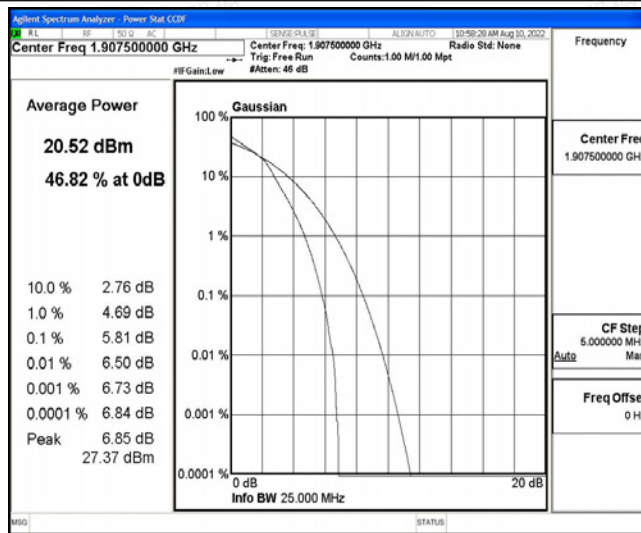 Agilent Spectrum Analyzer - Power Stat CCDF
RL RF 50 Ω AC SENSE:PULSE ALIGN AUTO 10:58:28 AM Aug 10, 2022
Center Freq 1.907500000 GHz
Center Freq: 1.907500000 GHz Radio Std: None
Trig: Free Run Counts:1.00 M/1.00 Mpt
#IFGain:Low #Atten: 46 dB
Frequency
Average Power
20.52 dBm
46.82 % at 0dB
10.0 % 2.76 dB
1.0 % 4.69 dB
0.1 % 5.81 dB
0.01 % 6.50 dB
0.001 % 6.73 dB
0.0001 % 6.84 dB
Peak 6.85 dB
27.37 dBm
Gaussian
100 %
10 %
1 %
0.1 %
0.01 %
0.001 %
0.0001 %
0 dB 20 dB
Info BW 25.000 MHz
Center Fre
1.907500000 GH
CF Ste
5.000000 MH
Auto Ma
Freq Offse
0 H
MSG STATUS